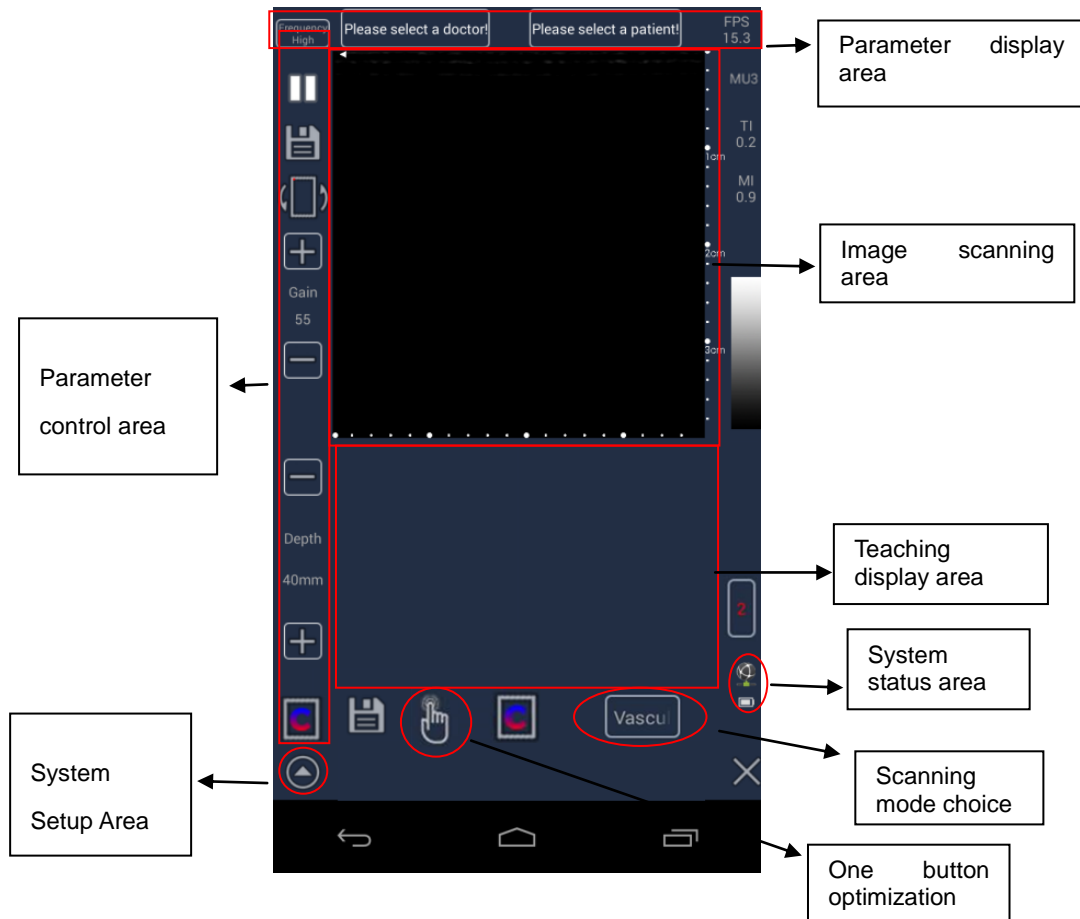 Frequency
High
Please select a doctor!
Please select a patient!
FPS
15.3
Parameter display
area
MU3
TI
0.2
1cm
MI
0.9
2cm
Image scanning
area
Gain
55
3cm
Parameter
control area
Depth
40mm
Teaching
display area
2
System
status area
C
C
Vascul
System
Setup Area
Scanning
mode choice
One button
optimization